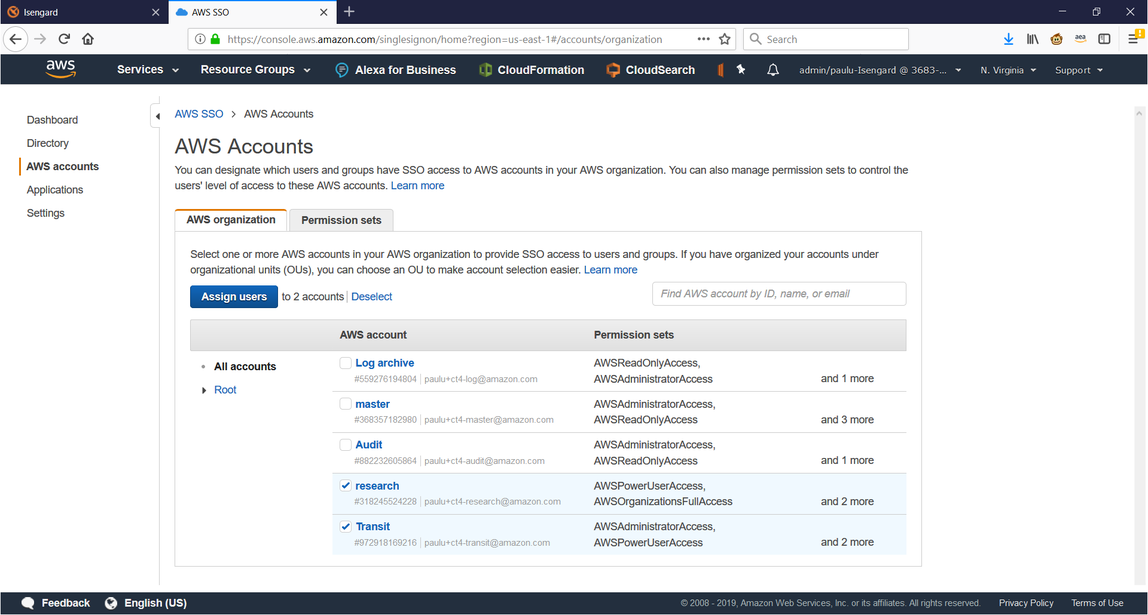 Isengard
AWS SSO
https://console.aws.amazon.com/singlesignon/home?region=us-east-1#/accounts/organization
Search
aea
aws
Services
Resource Groups
Alexa for Business
CloudFormation
CloudSearch
admin/paulu-Isengard @ 3683-...
N. Virginia
Support
Dashboard
Directory
AWS accounts
Applications
Settings
AWS SSO > AWS Accounts
AWS Accounts
You can designate which users and groups have SSO access to AWS accounts in your AWS organization. You can also manage permission sets to control the
users' level of access to these AWS accounts. Learn more
AWS organization
Permission sets
Select one or more AWS accounts in your AWS organization to provide SSO access to users and groups. If you have organized your accounts under
organizational units (OUs), you can choose an OU to make account selection easier. Learn more
Assign users to 2 accounts | Deselect
Find AWS account by ID, name, or email
AWS account
Permission sets
All accounts
Root
Log archive
#559276194804 | paulu+ct4-log@amazon.com
AWSReadOnlyAccess,
AWSAdministratorAccess
and 1 more
master
#368357182980 | paulu+ct4-master@amazon.com
AWSAdministratorAccess,
AWSReadOnlyAccess
and 3 more
Audit
#882232605864 | paulu+ct4-audit@amazon.com
AWSAdministratorAccess,
AWSReadOnlyAccess
and 1 more
research
#318245524228 | paulu+ct4-research@amazon.com
AWSPowerUserAccess,
AWSOrganizationsFullAccess
and 2 more
Transit
#972918169216 | paulu+ct4-transit@amazon.com
AWSAdministratorAccess,
AWSPowerUserAccess
and 2 more
Feedback
English (US)
© 2008 - 2019, Amazon Web Services, Inc. or its affiliates. All rights reserved.
Privacy Policy
Terms of Use